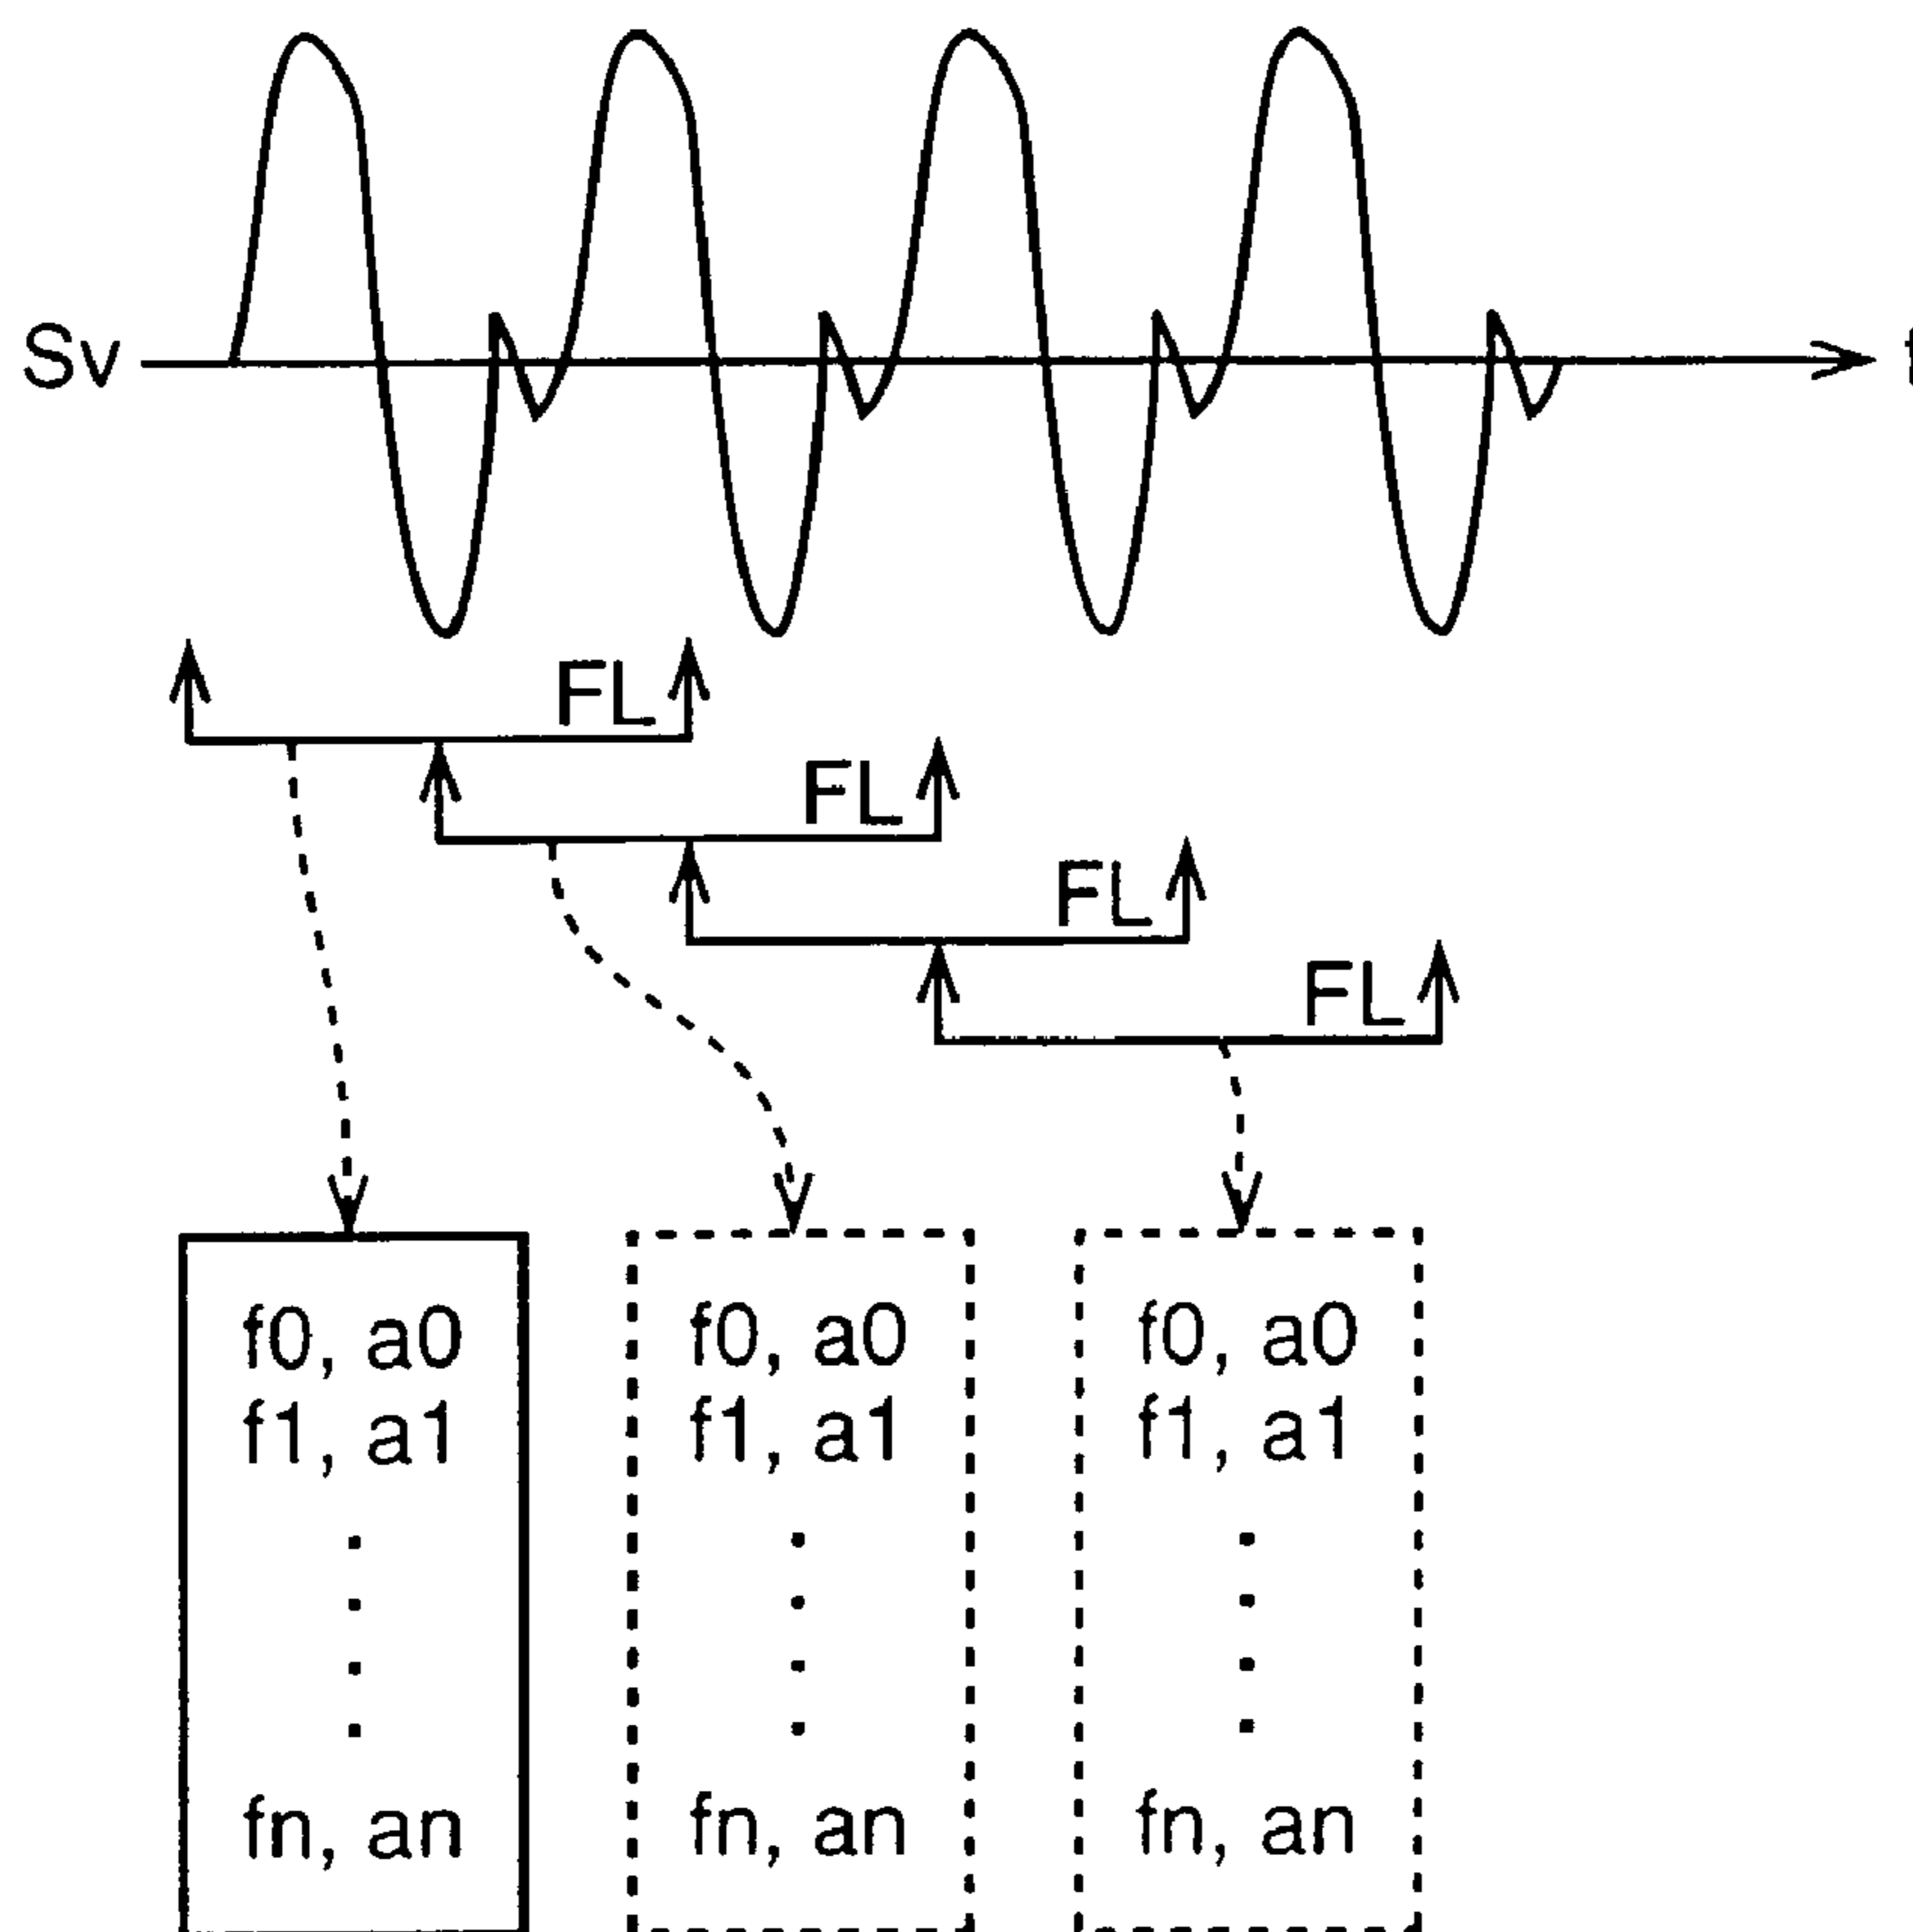 Sv
FL
FL
FL
FL
f0, a0
f1, a1
fn, an
f0, a0
f1, a1
fn, an
f0, a0
f1, a1
fn, an